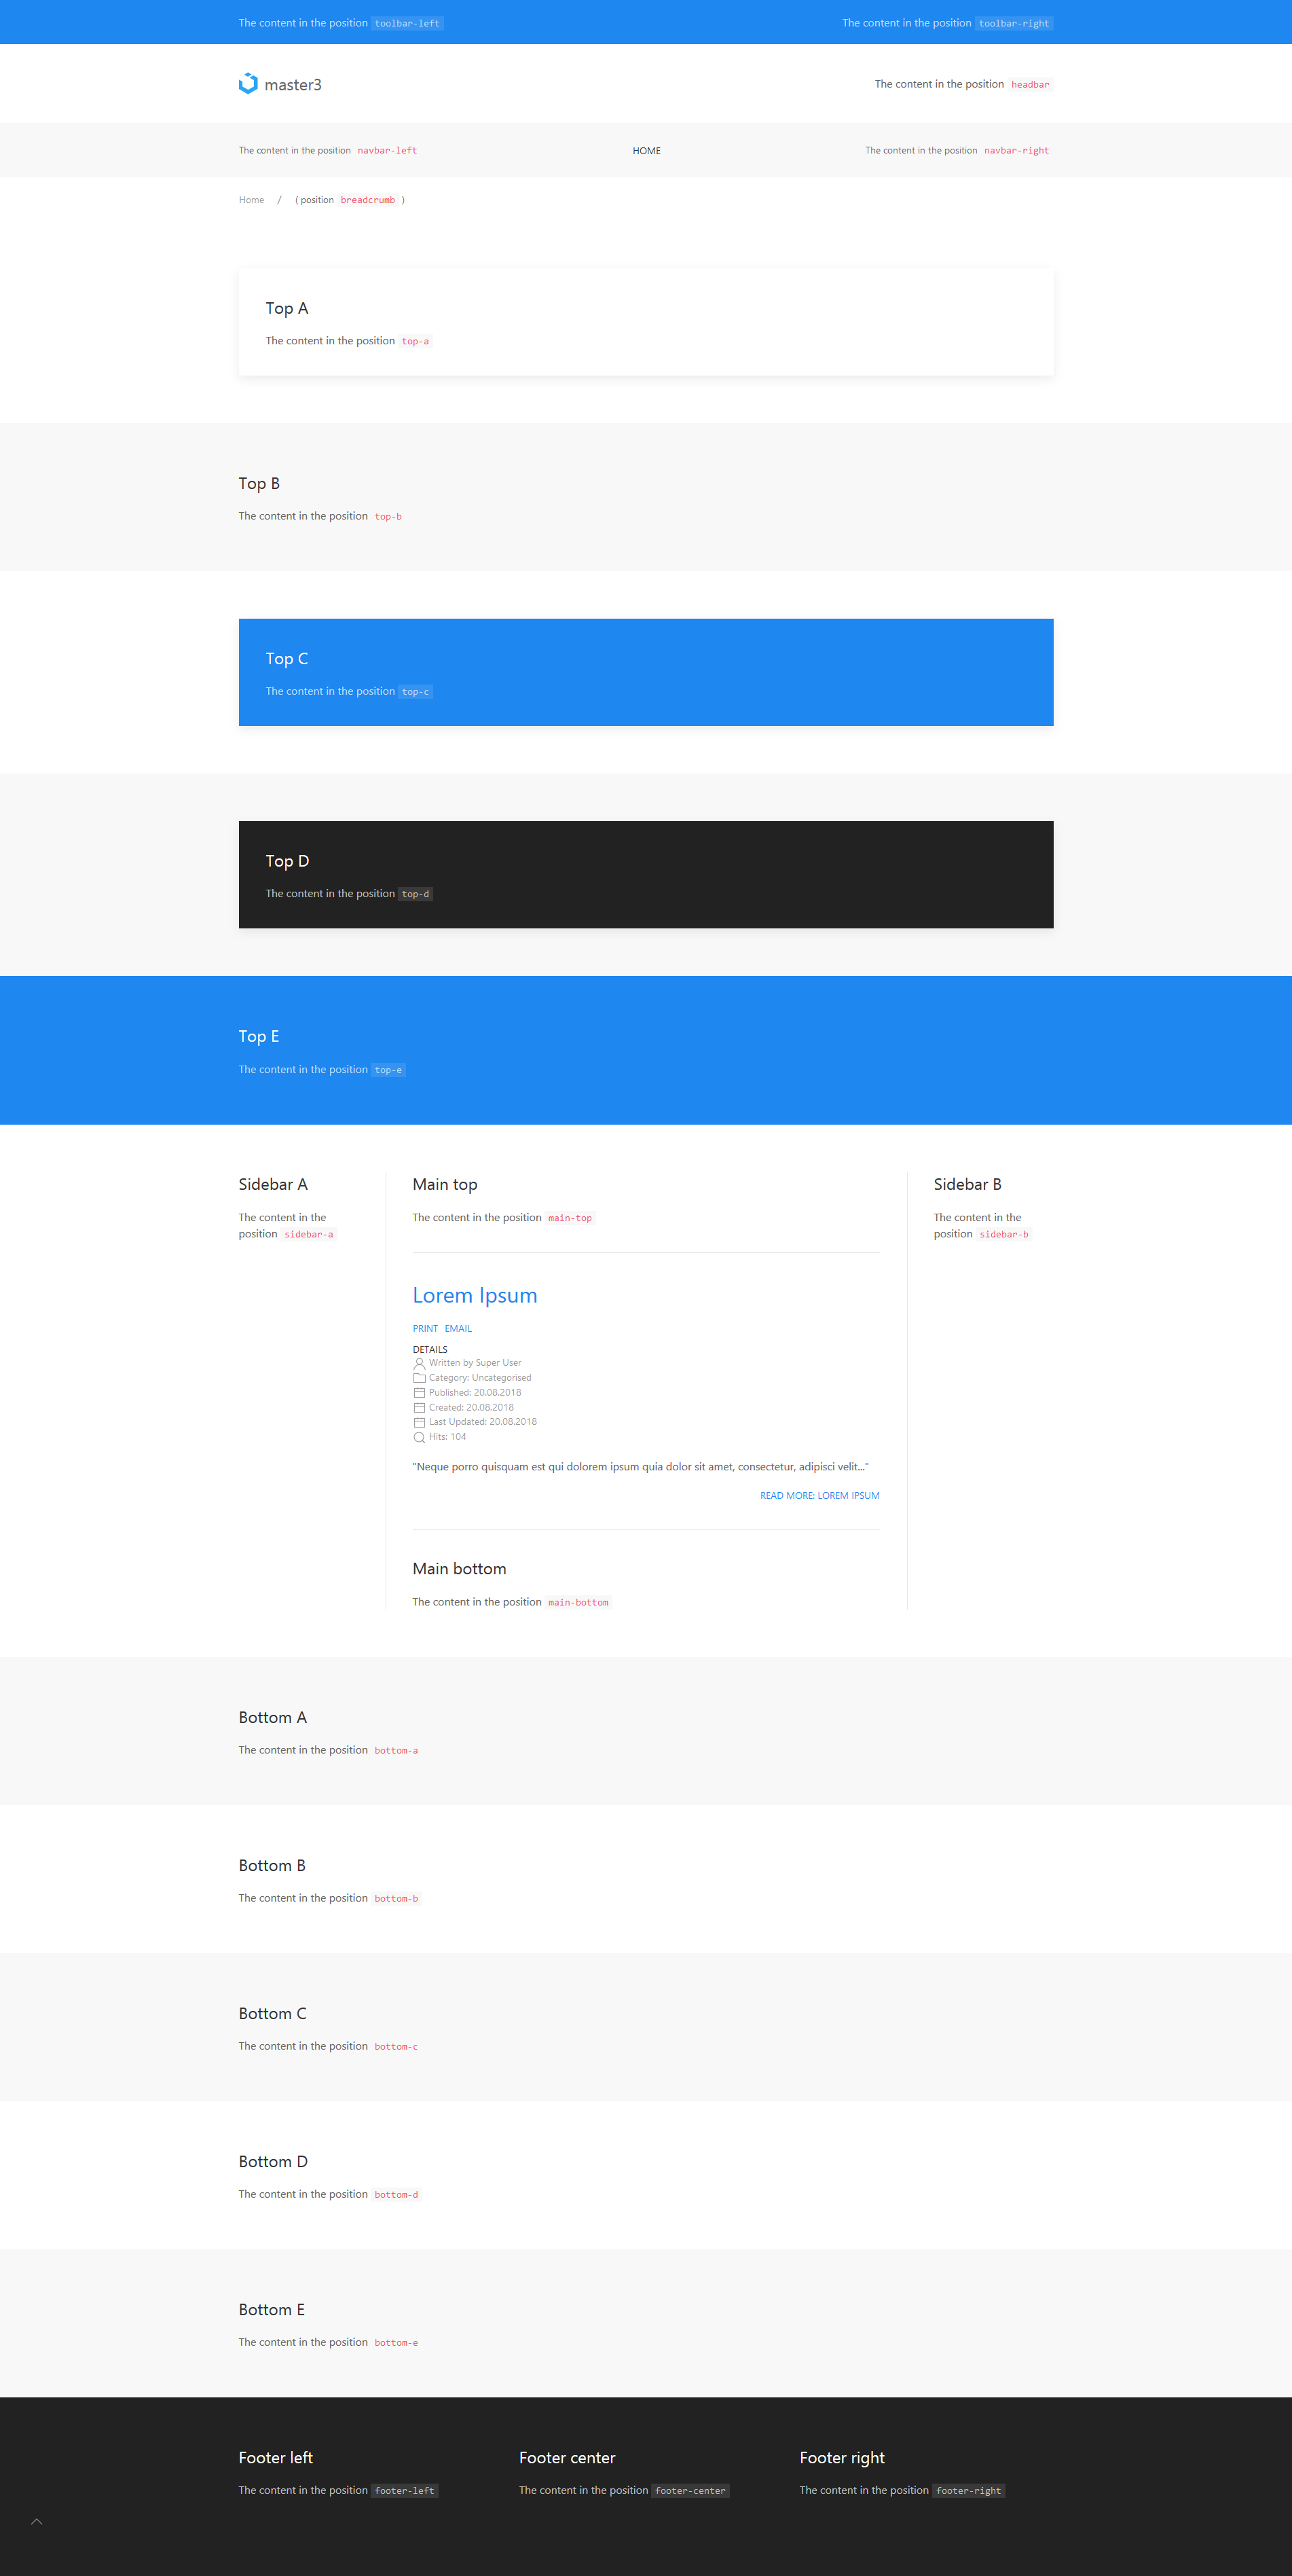 The content in the position toolbar-left
The content in the position toolbar-right
master3
The content in the position headbar
The content in the position navbar-left
HOME
The content in the position navbar-right
Home / ( position breadcrumb )
Top A
The content in the position top-a
Top B
The content in the position top-b
Top C
The content in the position top-c
Top D
The content in the position top-d
Top E
The content in the position top-e
Sidebar A
The content in the
position sidebar-a
Main top
The content in the position main-top
Lorem Ipsum
PRINT EMAIL
DETAILS
Written by Super User
Category: Uncategorised
Published: 20.08.2018
Created: 20.08.2018
Last Updated: 20.08.2018
Hits: 104
"Neque porro quisquam est qui dolorem ipsum quia dolor sit amet, consectetur, adipisci velit..."
READ MORE: LOREM IPSUM
Main bottom
The content in the position main-bottom
Sidebar B
The content in the
position sidebar-b
Bottom A
The content in the position bottom-a
Bottom B
The content in the position bottom-b
Bottom C
The content in the position bottom-c
Bottom D
The content in the position bottom-d
Bottom E
The content in the position bottom-e
Footer left
The content in the position footer-left
Footer center
The content in the position footer-center
Footer right
The content in the position footer-right